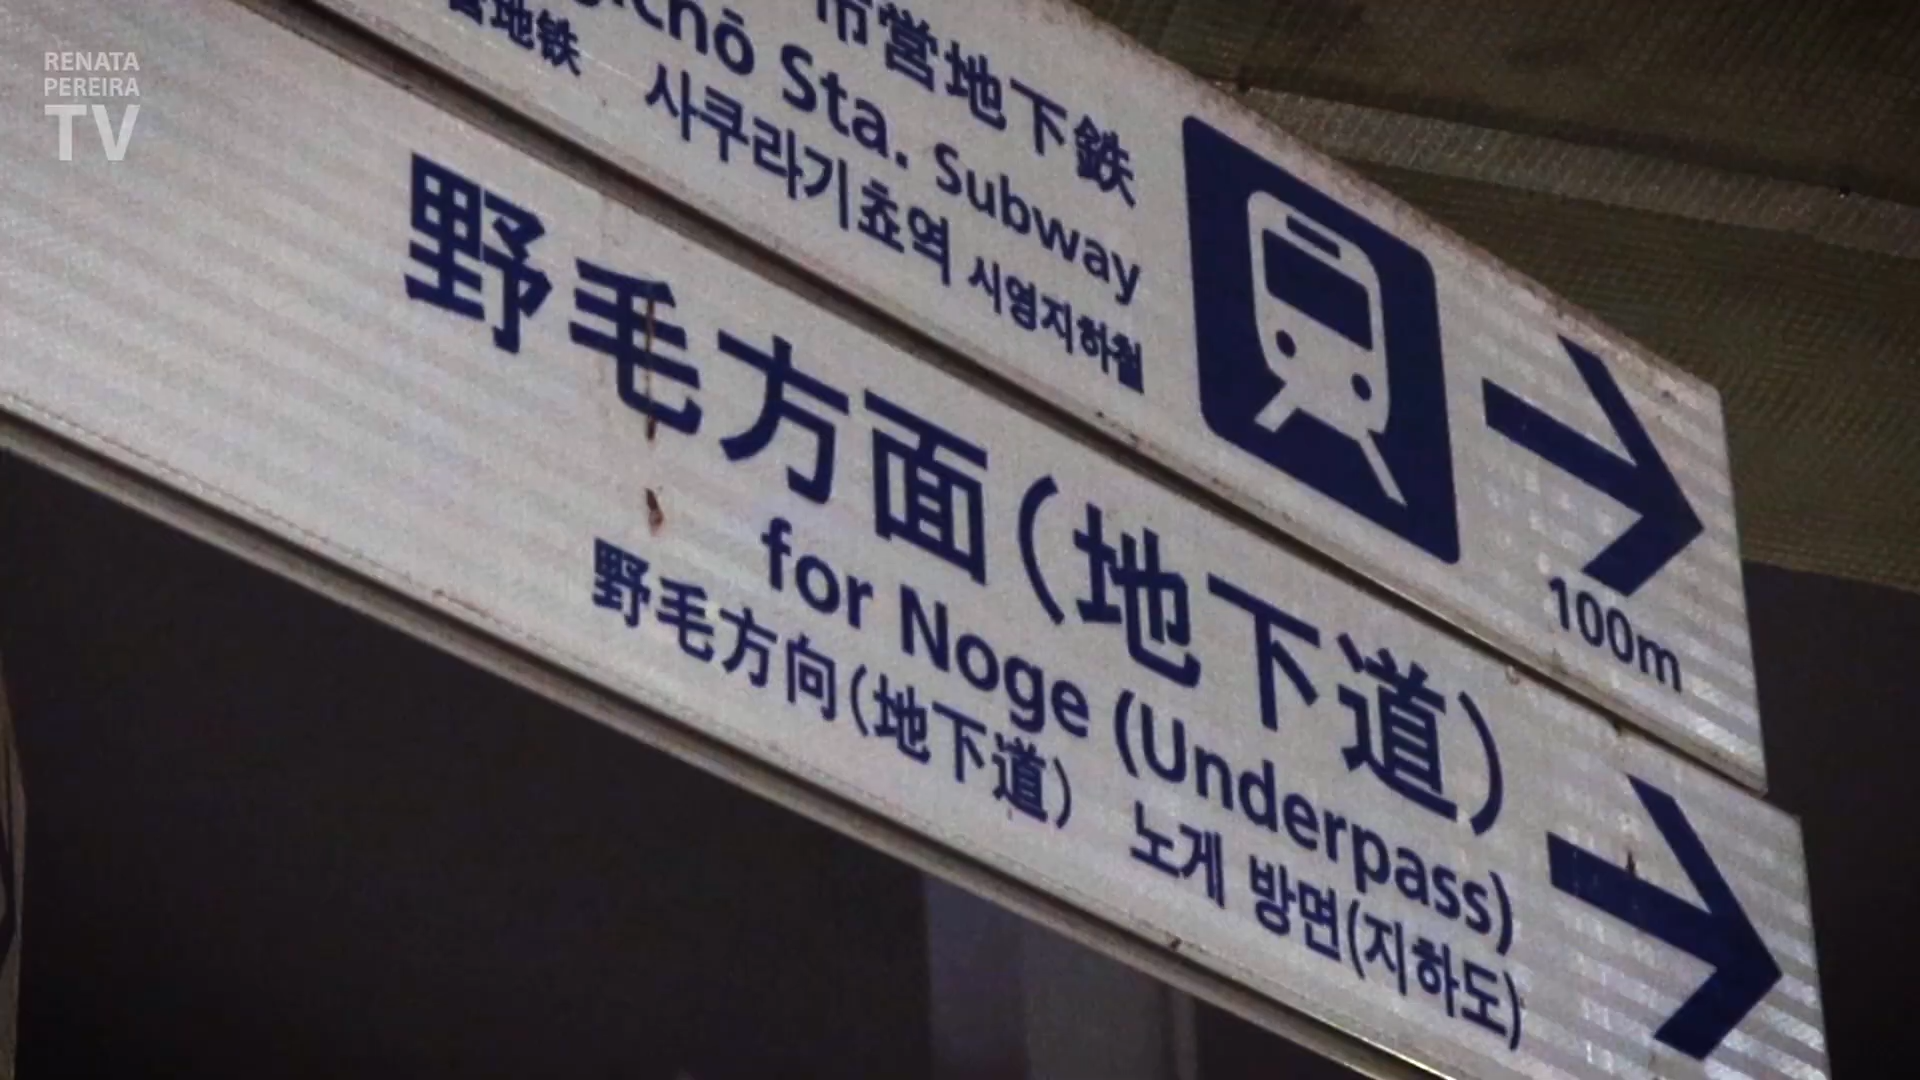 RENATA
PEREIRA
TV
市営地下鉄
Sta. Subway
사쿠라기쵸역 시영지하철
100m
野毛方面(地下道)
for Noge (Underpass)
野毛方向(地下道) 노게 방면(지하도)